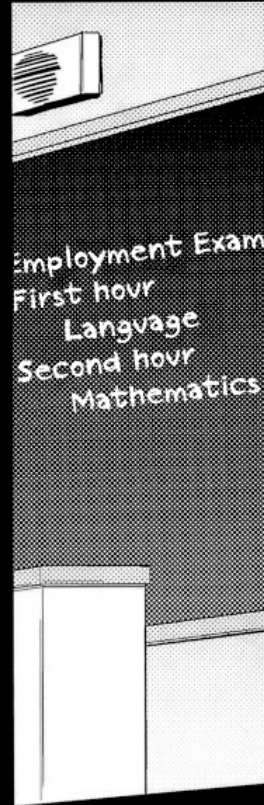 Employment Exam
First hour
Language
Second hour
Mathematics